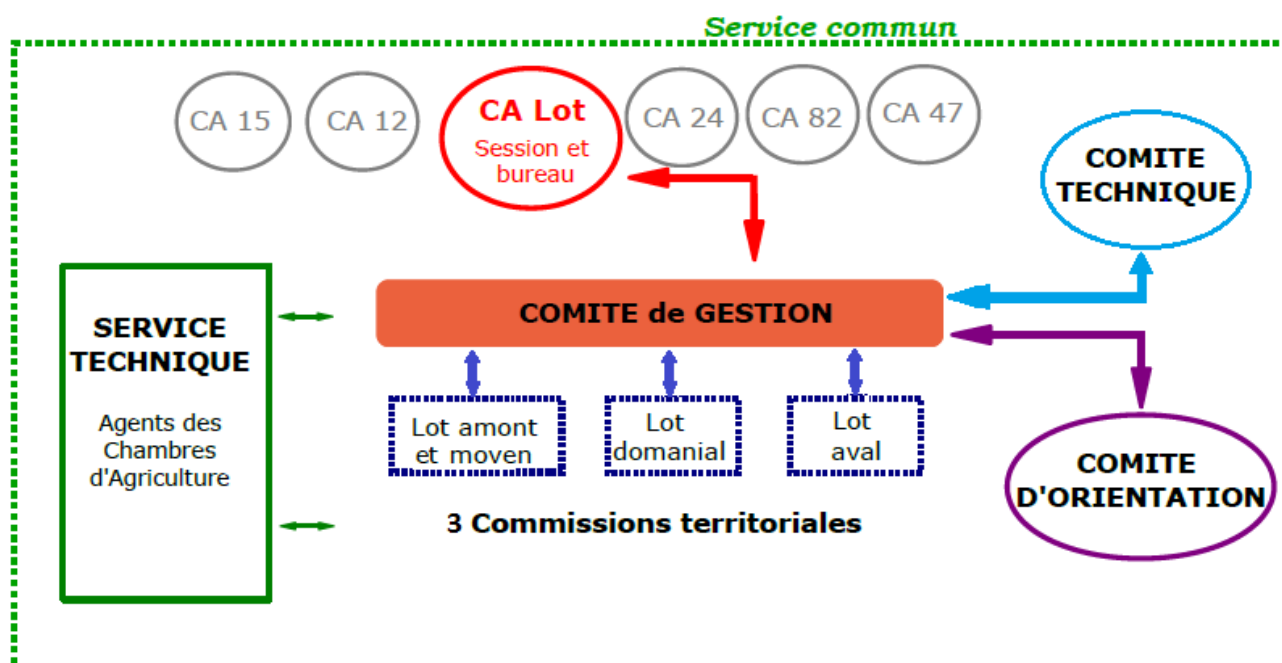 Service commun
CA 15
CA 12
CA Lot
Session et
bureau
CA 24
CA 82
CA 47
COMITE
TECHNIQUE
SERVICE
TECHNIQUE
Agents des
Chambres
d'Agriculture
COMITE de GESTION
Lot amont
et moven
Lot
domanial
Lot
aval
3 Commissions territoriales
COMITE
D'ORIENTATION